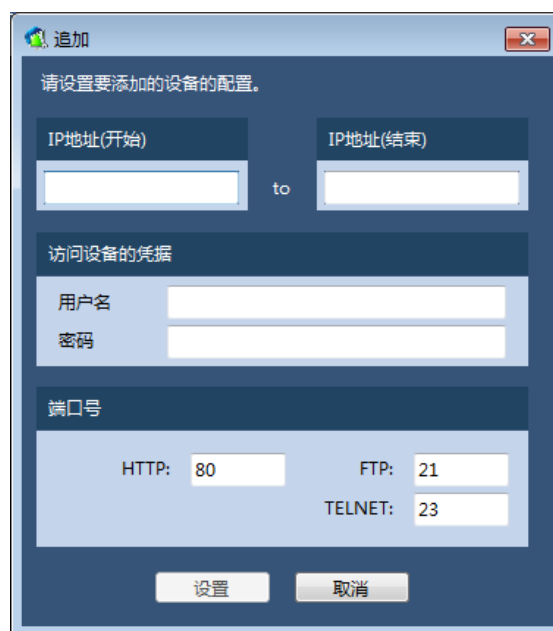 追加
请设置要添加的设备的配置。
IP地址(开始)
IP地址(结束)
to
访问设备的凭据
用户名
密码
端口号
HTTP: 80 FTP: 21
TELNET: 23
设置 取消